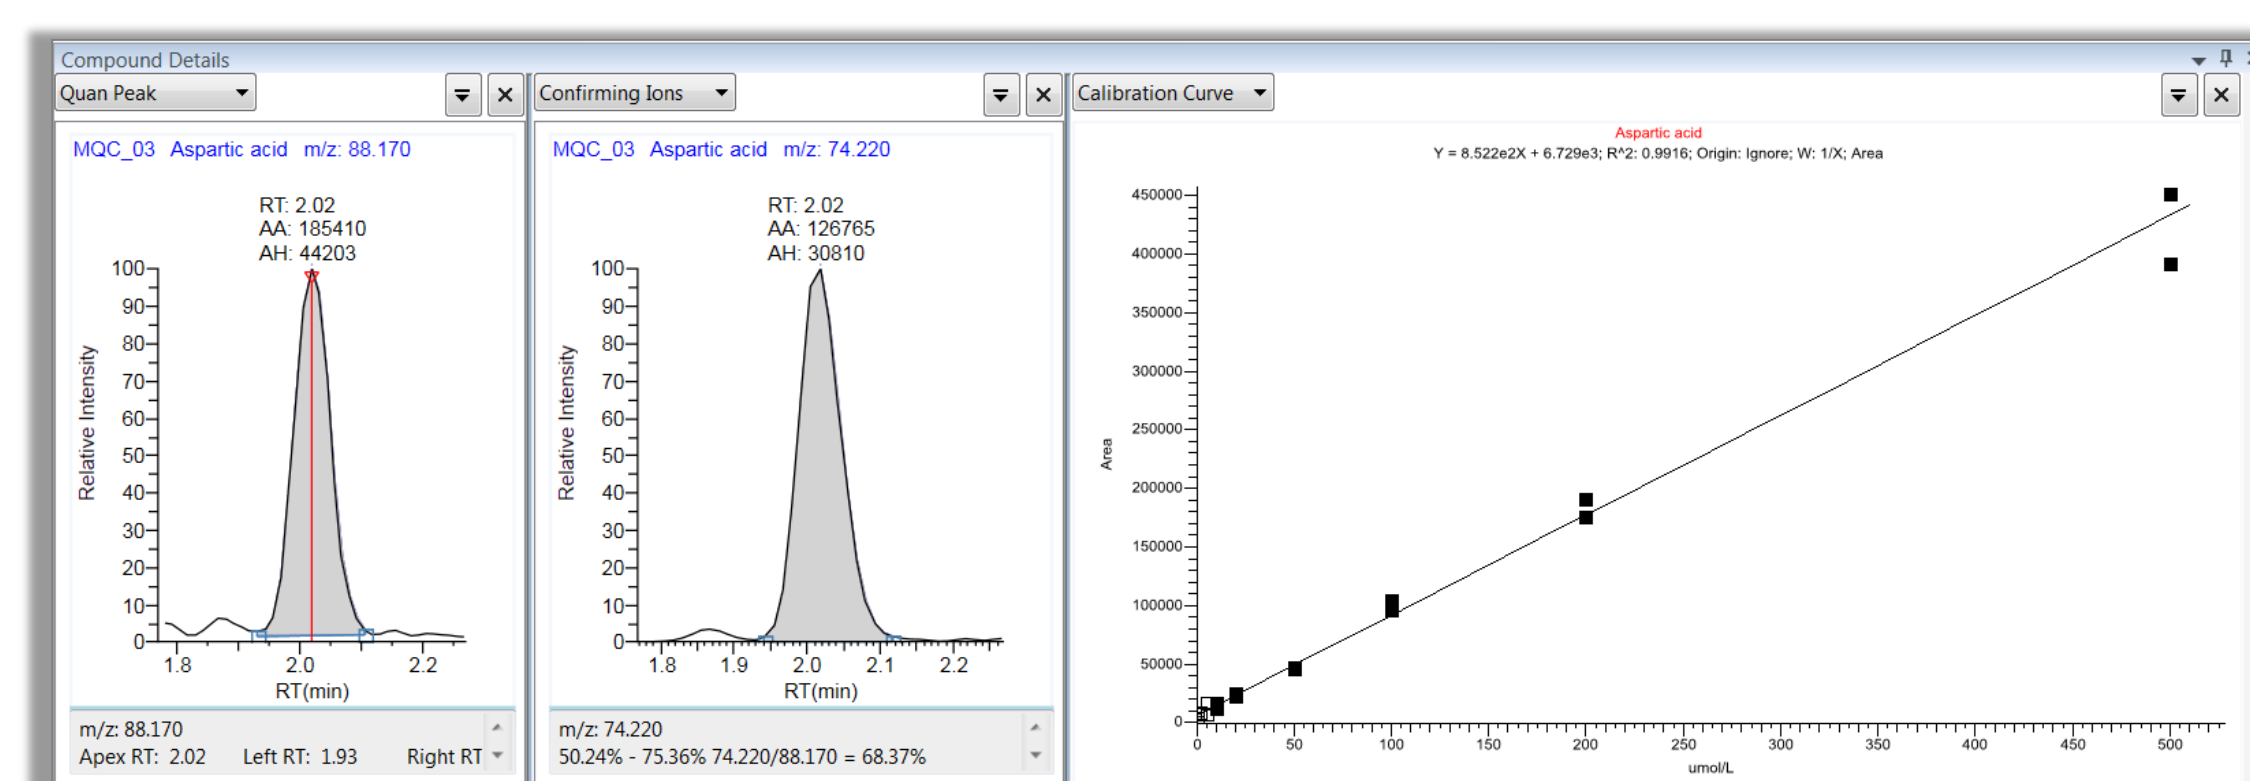 Compound Details
Quan Peak
Confirming Ions
Calibration Curve
MQC_03 Aspartic acid m/z: 88.170
RT: 2.02
AA: 185410
AH: 44203
100
90
80
70
60
50
40
30
20
10
0
Relative Intensity
1.8 2.0 2.2
RT(min)
m/z: 88.170
Apex RT: 2.02 Left RT: 1.93 Right RT
MQC_03 Aspartic acid m/z: 74.220
RT: 2.02
AA: 126765
AH: 30810
100
90
80
70
60
50
40
30
20
10
0
Relative Intensity
1.8 1.9 2.0 2.1 2.2
RT(min)
m/z: 74.220
50.24% - 75.36% 74.220/88.170 = 68.37%
Aspartic acid
Y = 8.522e2X + 6.729e3; R^2: 0.9916; Origin: Ignore; W: 1/X; Area
450000
400000
350000
300000
250000
200000
150000
100000
50000
0
Area
0 50 100 150 200 250 300 350 400 450 500
umol/L